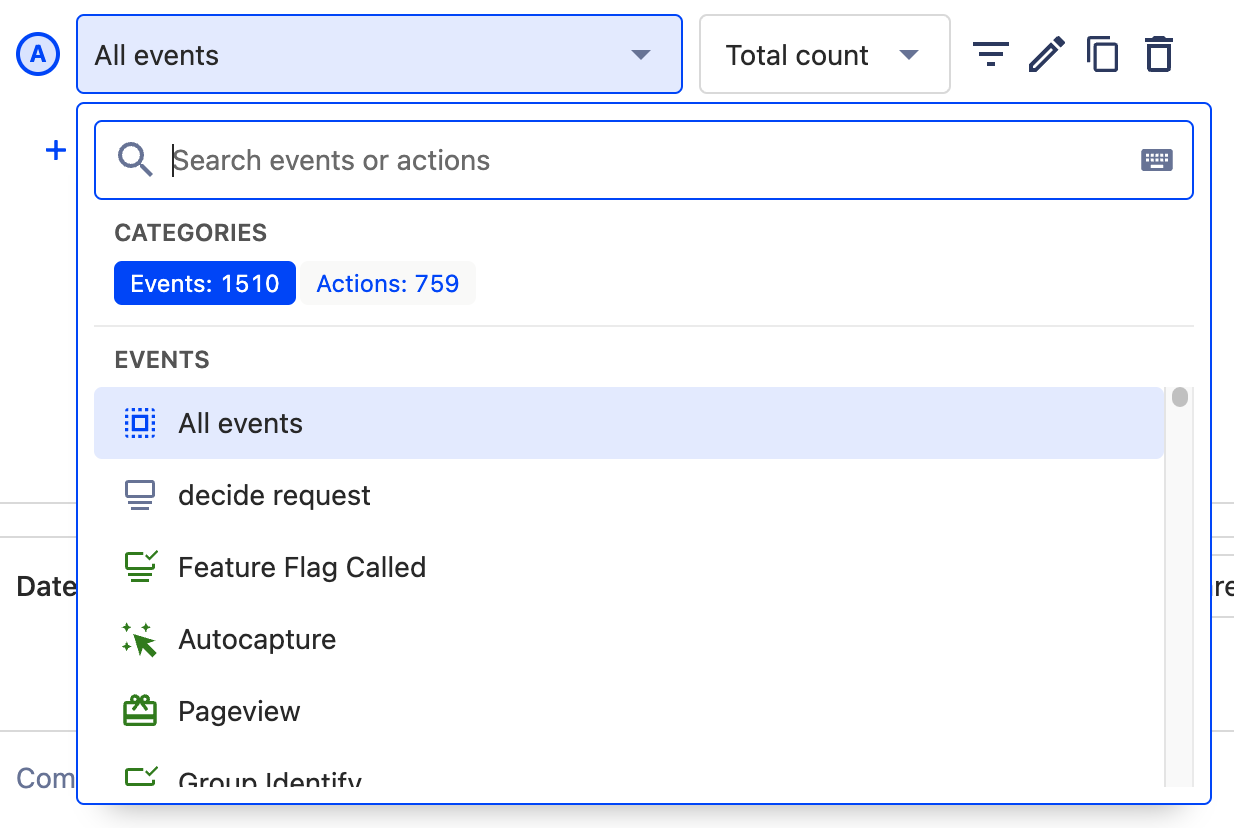 A
All events
Total count
Search events or actions
CATEGORIES
Events: 1510
Actions: 759
EVENTS
All events
decide request
Feature Flag Called
Autocapture
Pageview
Group Identify
Date
Com